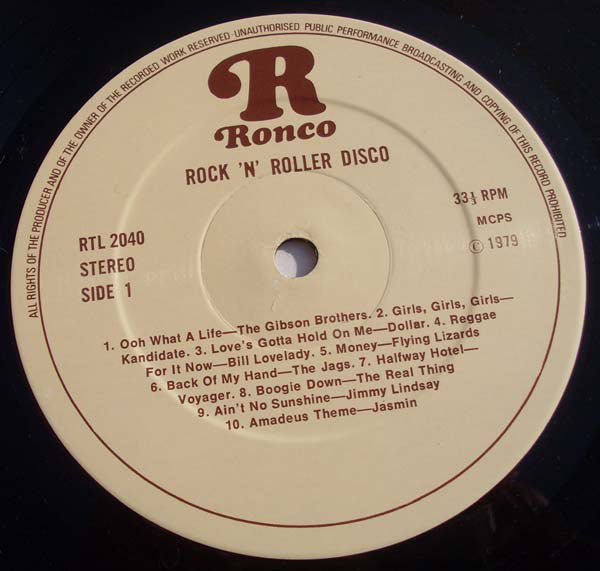 ALL RIGHTS OF THE PRODUCER AND OF THE OWNER OF THE RECORDED WORK RESERVED · UNAUTHORISED PUBLIC PERFORMANCE BROADCASTING AND COPYING OF THIS RECORD PROHIBITED
R
Ronco
ROCK 'N' ROLLER DISCO
RTL 2040
STEREO
SIDE 1
33⅓ RPM
MCPS
© 1979
1. Ooh What A Life—The Gibson Brothers. 2. Girls, Girls, Girls—
Kandidate. 3. Love's Gotta Hold On Me—Dollar. 4. Reggae
For It Now—Bill Lovelady. 5. Money—Flying Lizards
6. Back Of My Hand—The Jags. 7. Halfway Hotel—
Voyager. 8. Boogie Down—The Real Thing
9. Ain't No Sunshine—Jimmy Lindsay
10. Amadeus Theme—Jasmin